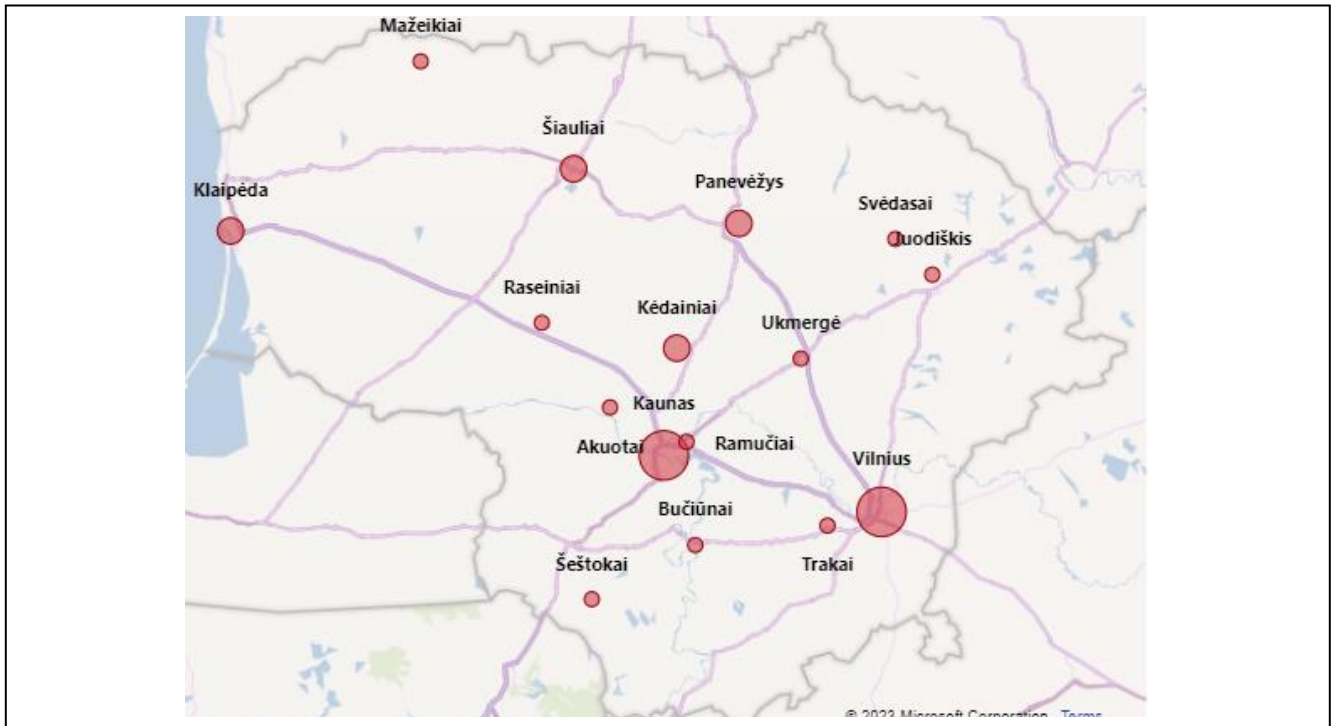 Mažeikiai
Šiauliai
Klaipėda
Panevėžys
Svėdasai
Juodiškis
Raseiniai
Kėdainiai
Ukmergė
Kaunas
Akuotai
Ramučiai
Vilnius
Bučiūnai
Šeštokai
Trakai
© 2023 Microsoft Corporation Terms